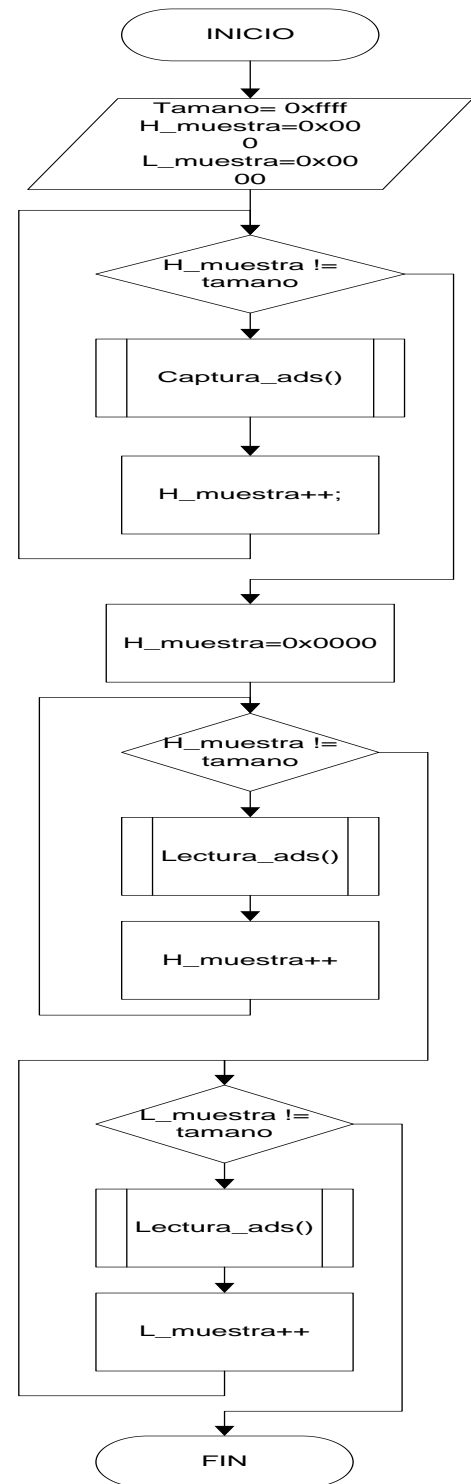 INICIO
Tamano= 0xffff
H_muestra=0x00
0
L_muestra=0x00
00
H_muestra !=
tamano
Captura_ads()
H_muestra++;
H_muestra=0x0000
H_muestra !=
tamano
Lectura_ads()
H_muestra++
L_muestra !=
tamano
Lectura_ads()
L_muestra++
FIN